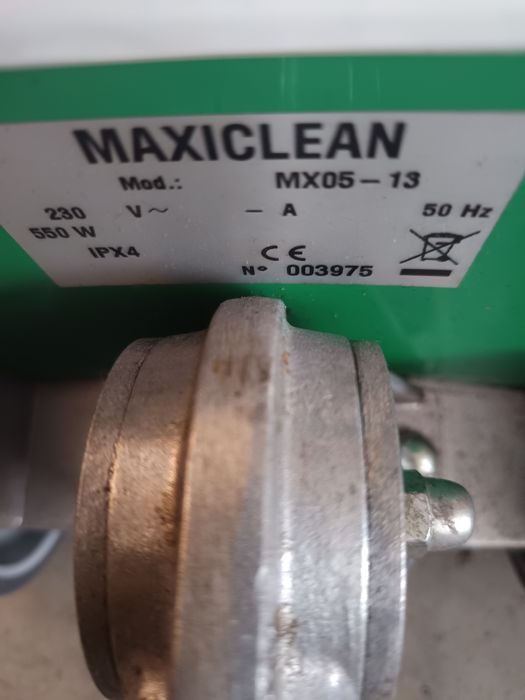 MAXICLEAN
Mod.: MX05-13
230 V~ - A 50 Hz
550 W
IPX4 CE
N° 003975